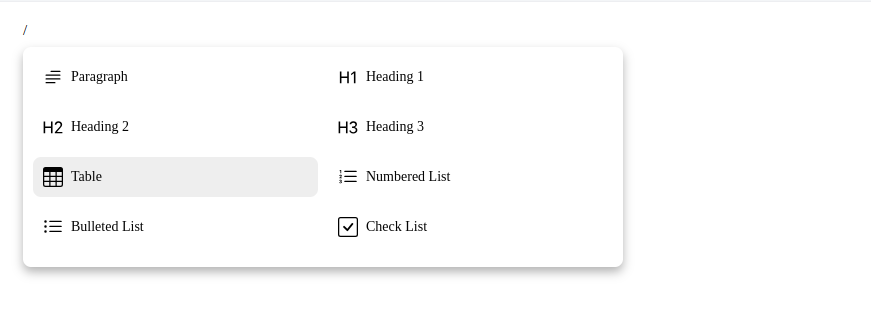 /
Paragraph
H1 Heading 1
H2 Heading 2
H3 Heading 3
Table
Numbered List
Bulleted List
Check List